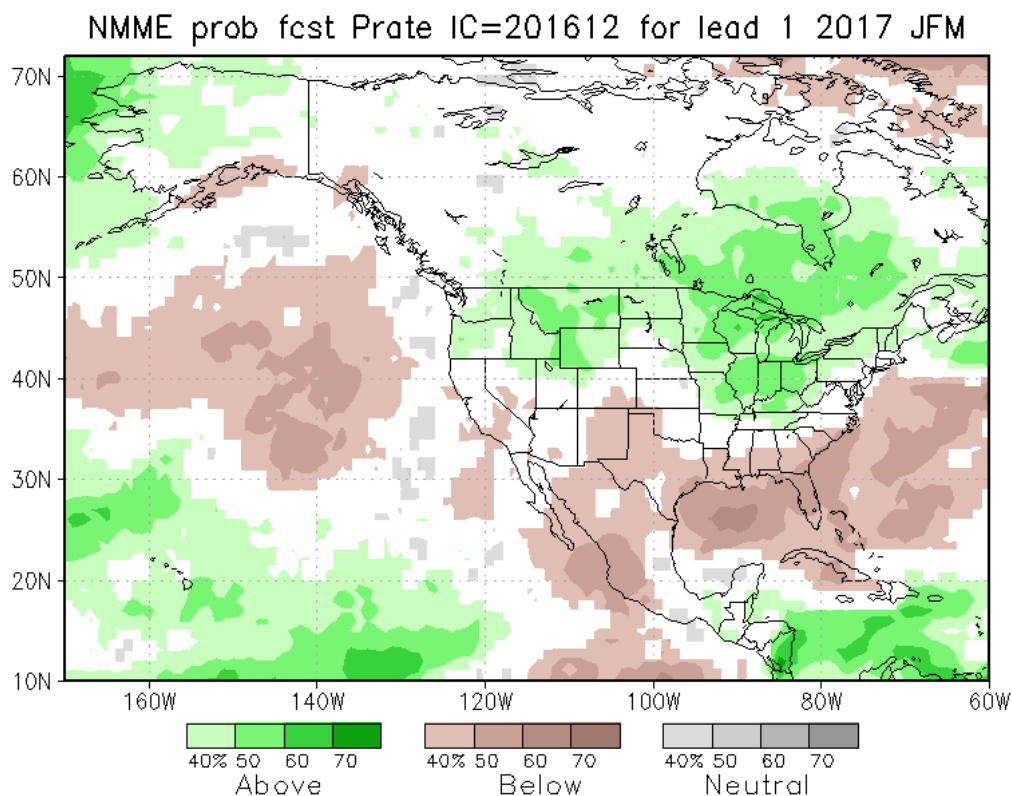 NMME prob fcst Prate IC=201612 for lead 1 2017 JFM
70N
60N
50N
40N
30N
20N
10N
160W 140W 120W 100W 80W 60W
40% 50 60 70 40% 50 60 70 40% 50 60 70
Above Below Neutral